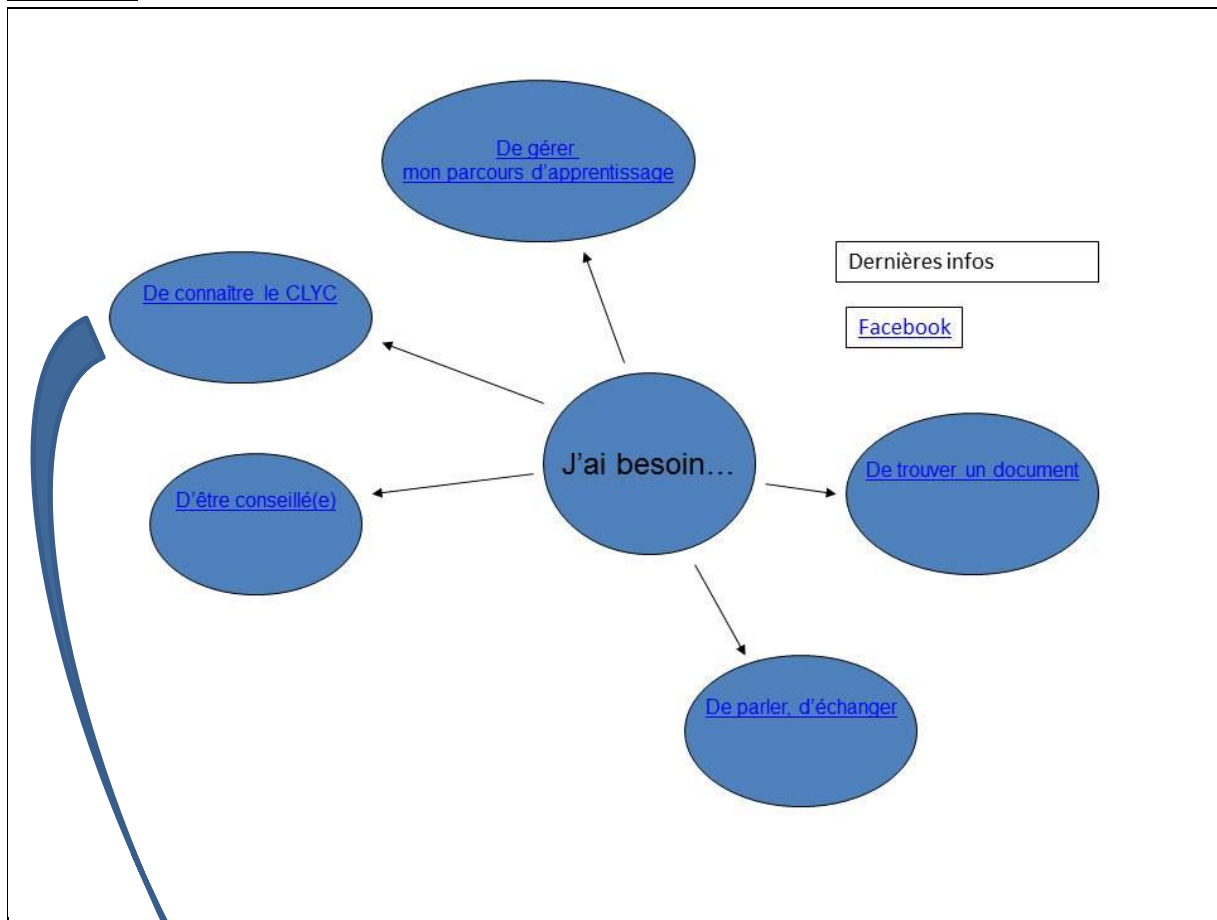 De gérer
mon parcours d'apprentissage
Dernières infos
De connaître le CLYC
Facebook
J'ai besoin…
De trouver un document
D'être conseillé(e)
De parler, d'échanger